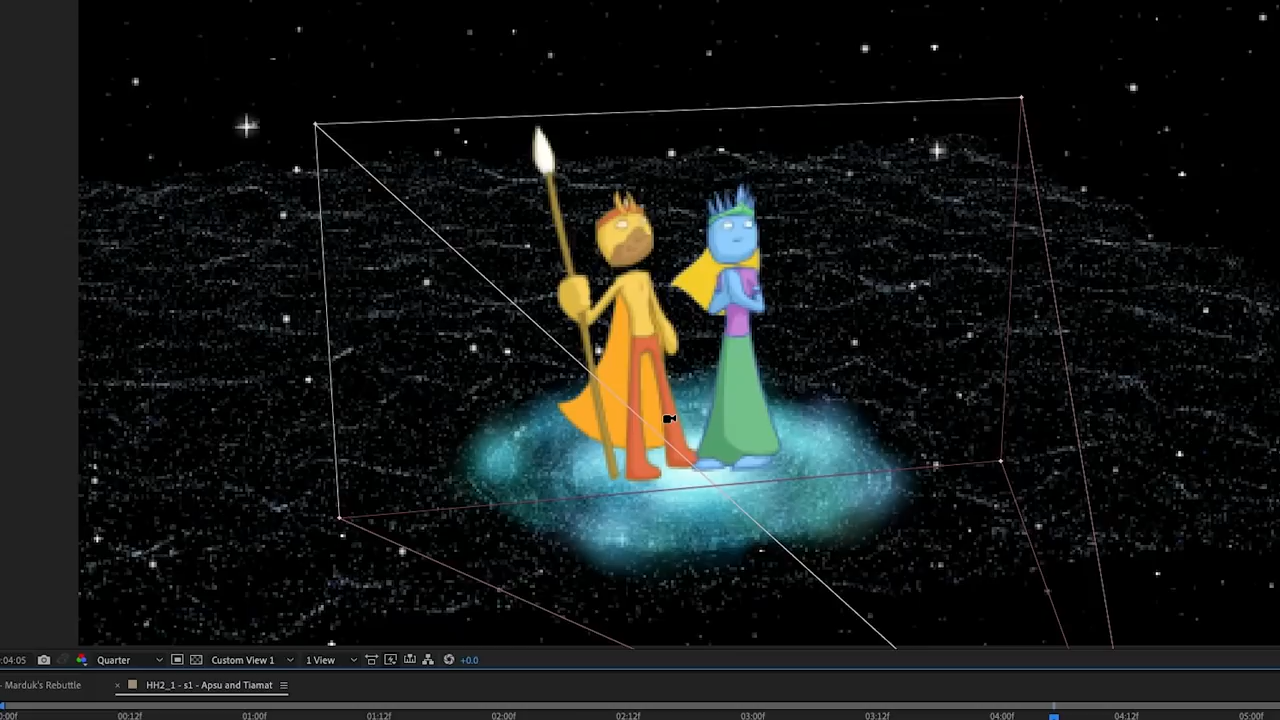 :04:05 Quarter Custom View 1 1 View +0.0
- Marduk's Rebuttle × HH2_1 - s1 - Apsu and Tiamat
:00f 00:12f 01:00f 01:12f 02:00f 02:12f 03:00f 03:12f 04:00f 04:12f 05:00f